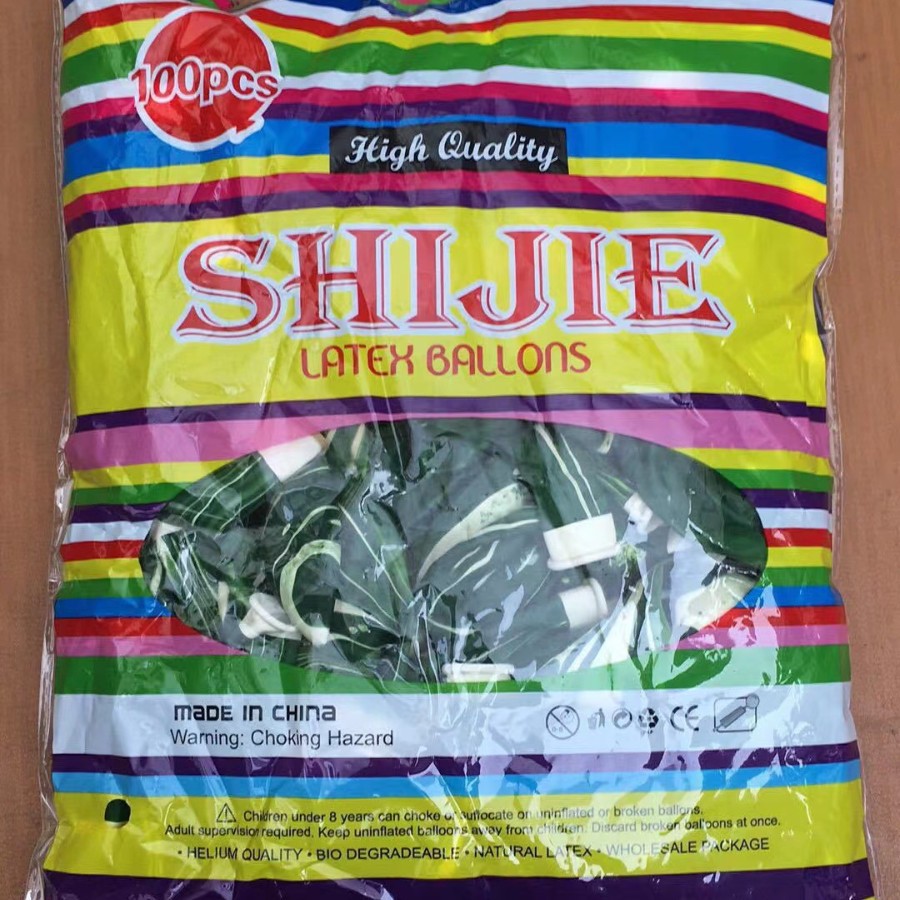 100pcs
High Quality
SHIJIE
LATEX BALLONS
MADE IN CHINA
Warning: Choking Hazard
CE
Children under 8 years can choke or suffocate on uninflated or broken ballons.
Adult supervision required. Keep uninflated balloons away from children. Discard broken balloons at once.
• HELIUM QUALITY • BIO DEGRADEABLE • NATURAL LATEX • WHOLESALE PACKAGE